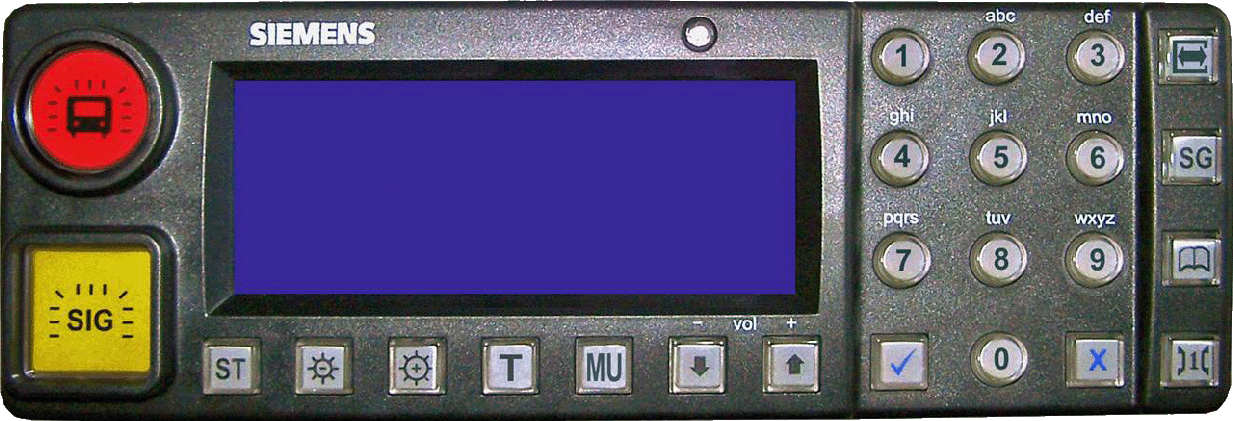 SIEMENS
abc def
1 2 3
ghi jkl mno
4 5 6
SG
pqrs tuv wxyz
7 8 9
SIG
- vol +
ST T MU
0 X
1